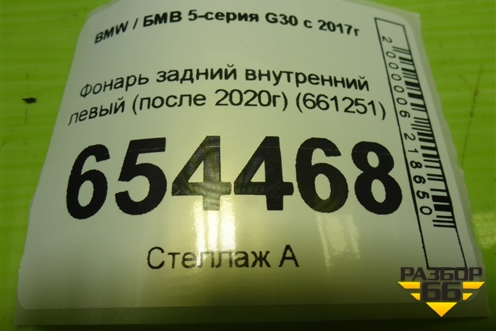 BMW / БМВ 5-серия G30 с 2017г
Фонарь задний внутренний
левый (после 2020г) (661251)
654468
Стеллаж А
2000006218650
РАЗБОР
66